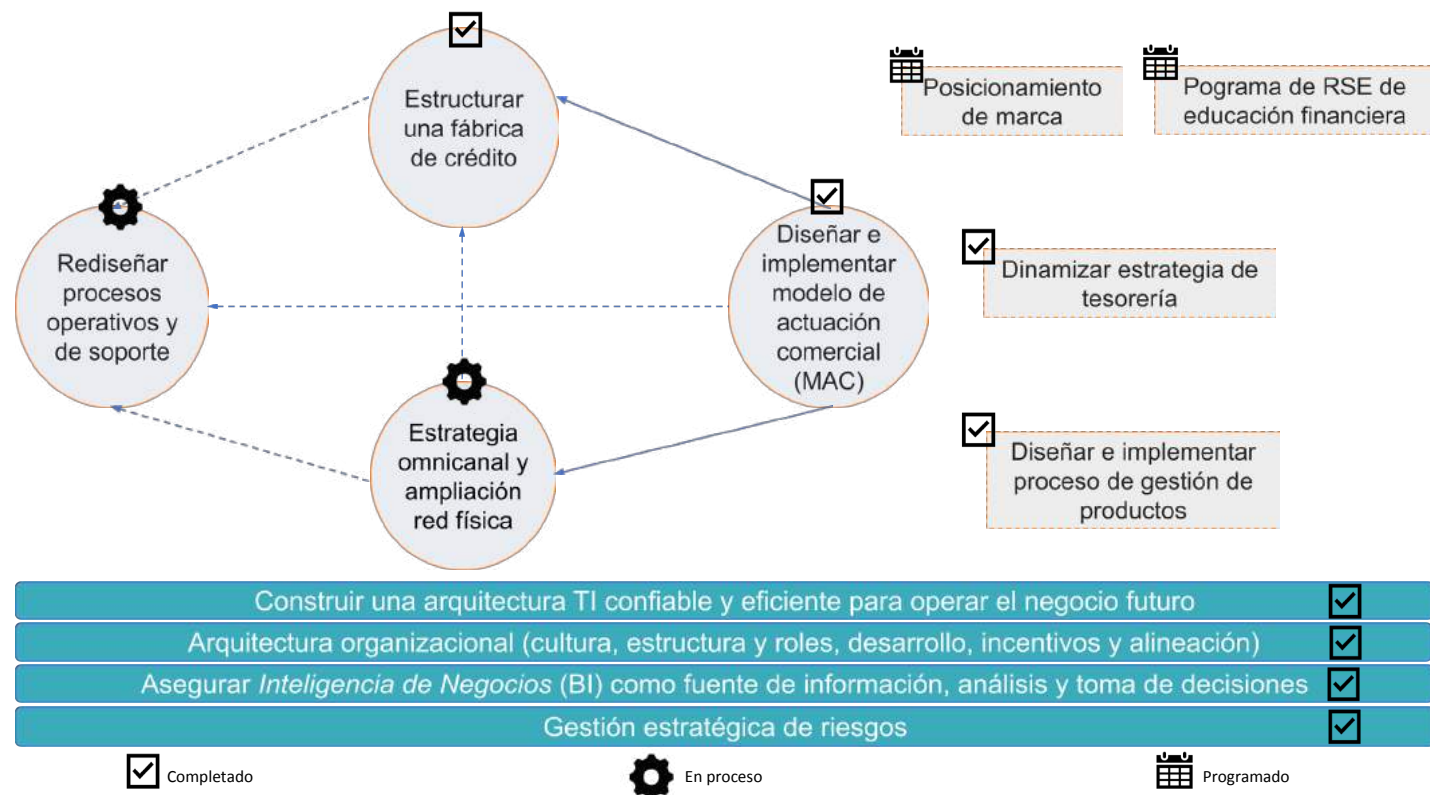 Estructurar
una fábrica
de crédito
Posicionamiento
de marca
Pograma de RSE de
educación financiera
Rediseñar
procesos
operativos y
de soporte
Diseñar e
implementar
modelo de
actuación
comercial
(MAC)
Dinamizar estrategia de
tesorería
Estrategia
omnicanal y
ampliación
red física
Diseñar e implementar
proceso de gestión de
productos
Construir una arquitectura TI confiable y eficiente para operar el negocio futuro
Arquitectura organizacional (cultura, estructura y roles, desarrollo, incentivos y alineación)
Asegurar Inteligencia de Negocios (BI) como fuente de información, análisis y toma de decisiones
Gestión estratégica de riesgos
Completado
En proceso
Programado